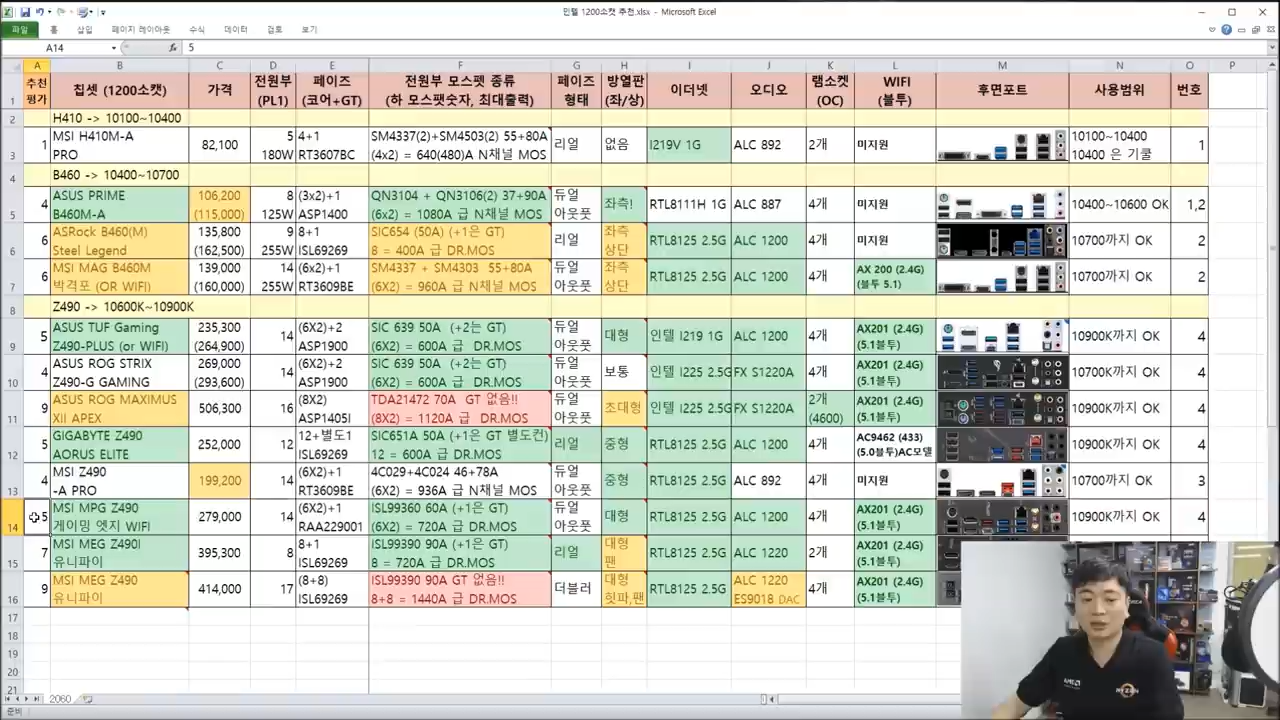 인텔 1200소켓 추천.xlsx - Microsoft Excel
파일 홈 삽입 페이지 레이아웃 수식 데이터 검토 보기
A14 fx 5
A B C D E F G H I J K L M N O P
1 추천 평가 칩셋 (1200소캣) 가격 전원부 (PL1) 페이즈 (코어+GT) 전원부 모스펫 종류 (하 모스펫숫자, 최대출력) 페이즈 형태 방열판 (좌/상) 이더넷 오디오 램소켓 (OC) WIFI (블투) 후면포트 사용범위 번호
2 H410 -> 10100~10400
3 1 MSI H410M-A PRO 82,100 5 180W 4+1 RT3607BC SM4337(2)+SM4503(2) 55+80A (4x2) = 640(480)A N채널 MOS 리얼 없음 I219V 1G ALC 892 2개 미지원 10100~10400 10400 은 기쿨 1
4 B460 -> 10400~10700
5 4 ASUS PRIME B460M-A 106,200 (115,000) 8 125W (3x2)+1 ASP1400 QN3104 + QN3106(2) 37+90A (6x2) = 1080A 급 N채널 MOS 듀얼 아웃풋 좌측! RTL8111H 1G ALC 887 4개 미지원 10400~10600 OK 1,2
6 6 ASRock B460(M) Steel Legend 135,800 (162,500) 9 255W 8+1 ISL69269 SIC654 (50A) (+1은 GT) 8 = 400A 급 DR.MOS 리얼 좌측 상단 RTL8125 2.5G ALC 1200 4개 미지원 10700까지 OK 2
7 6 MSI MAG B460M 박격포 (OR WIFI) 139,000 (160,000) 14 255W (6x2)+1 RT3609BE SM4337 + SM4303 55+80A (6X2) = 960A 급 N채널 MOS 듀얼 아웃풋 좌측 상단 RTL8125 2.5G ALC 1200 4개 AX 200 (2.4G) (블투 5.1) 10700까지 OK 2
8 Z490 -> 10600K~10900K
9 5 ASUS TUF Gaming Z490-PLUS (or WIFI) 235,300 (264,900) 14 (6X2)+2 ASP1900 SIC 639 50A (+2는 GT) (6X2) = 600A 급 DR.MOS 듀얼 아웃풋 대형 인텔 I219 1G ALC 1200 4개 AX201 (2.4G) (5.1블투) 10900K까지 OK 4
10 4 ASUS ROG STRIX Z490-G GAMING 269,000 (293,600) 14 (6X2)+2 ASP1900 SIC 639 50A (+2는 GT) (6X2) = 600A 급 DR.MOS 듀얼 아웃풋 보통 인텔 I225 2.5G FX S1220A 4개 AX201 (2.4G) (5.1블투) 10900K까지 OK 4
11 9 ASUS ROG MAXIMUS XII APEX 506,300 16 (8X2) ASP1405I TDA21472 70A GT 없음!! (8X2) = 1120A 급 DR.MOS 듀얼 아웃풋 초대형 인텔 I225 2.5G FX S1220A 2개 (4600) AX201 (2.4G) (5.1블투) 10900K까지 OK 4
12 5 GIGABYTE Z490 AORUS ELITE 252,000 12 12+별도1 ISL69269 SIC651A 50A (+1은 GT 별도컨) 12 = 600A 급 DR.MOS 리얼 중형 RTL8125 2.5G ALC 1200 4개 AC9462 (433) (5.0블투)AC모델 10900K까지 OK 4
13 4 MSI Z490 -A PRO 199,200 14 (6X2)+1 RT3609BE 4C029+4C024 46+78A (6X2) = 936A 급 N채널 MOS 듀얼 아웃풋 중형 RTL8125 2.5G ALC 892 4개 미지원 10700까지 OK 3
14 5 MSI MPG Z490 게이밍 엣지 WIFI 279,000 14 (6X2)+1 RAA229001 ISL99360 60A (+1은 GT) (6X2) = 720A 급 DR.MOS 듀얼 아웃풋 대형 RTL8125 2.5G ALC 1200 4개 AX201 (2.4G) (5.1블투) 10900K까지 OK 4
15 7 MSI MEG Z490I 유니파이 395,300 8 8+1 ISL69269 ISL99390 90A (+1은 GT) 8 = 720A 급 DR.MOS 리얼 대형 팬 RTL8125 2.5G ALC 1220 2개 AX201 (2.4G) (5.1블투)
16 9 MSI MEG Z490 유니파이 414,000 17 (8+8) ISL69269 ISL99390 90A GT 없음!! 8+8 = 1440A 급 DR.MOS 더블러 대형 힛파,팬 RTL8125 2.5G ALC 1220 ES9018 DAC 4개 AX201 (2.4G) (5.1블투)
17
18
19
20
21
2060
준비
AMD
RYZEN